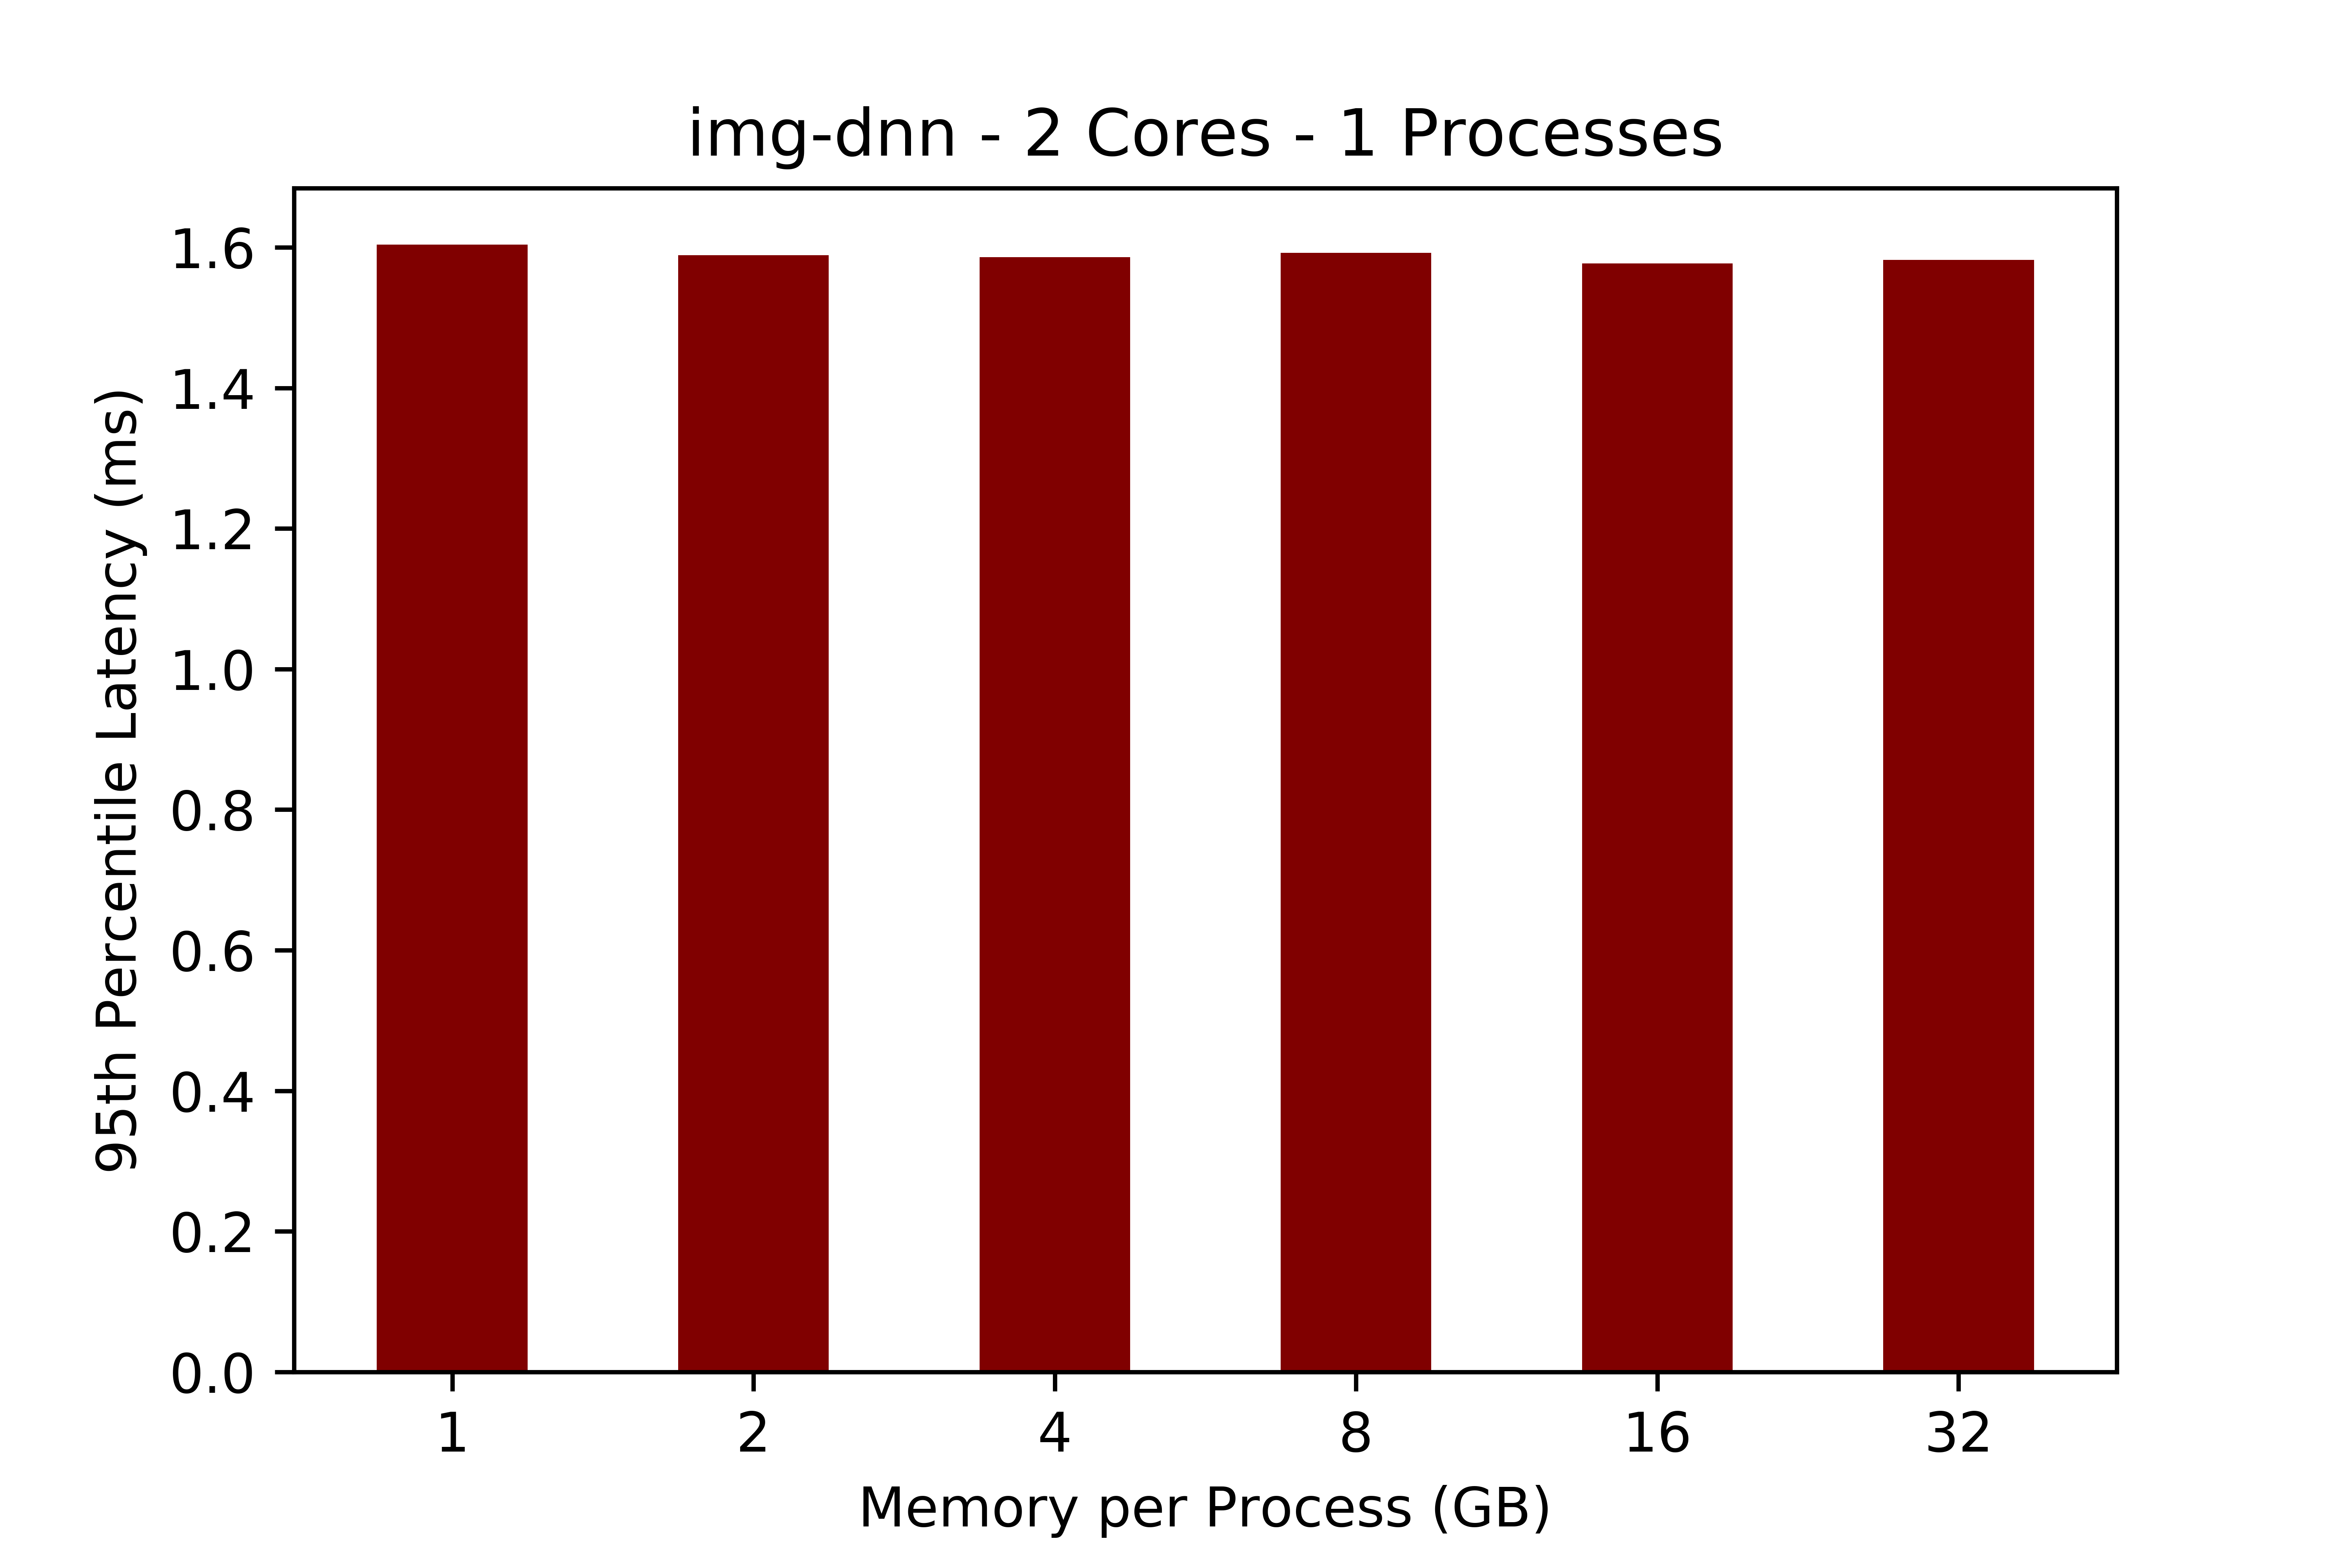 img-dnn - 2 Cores - 1 Processes
95th Percentile Latency (ms)
1.6
1.4
1.2
1.0
0.8
0.6
0.4
0.2
0.0
1 2 4 8 16 32
Memory per Process (GB)